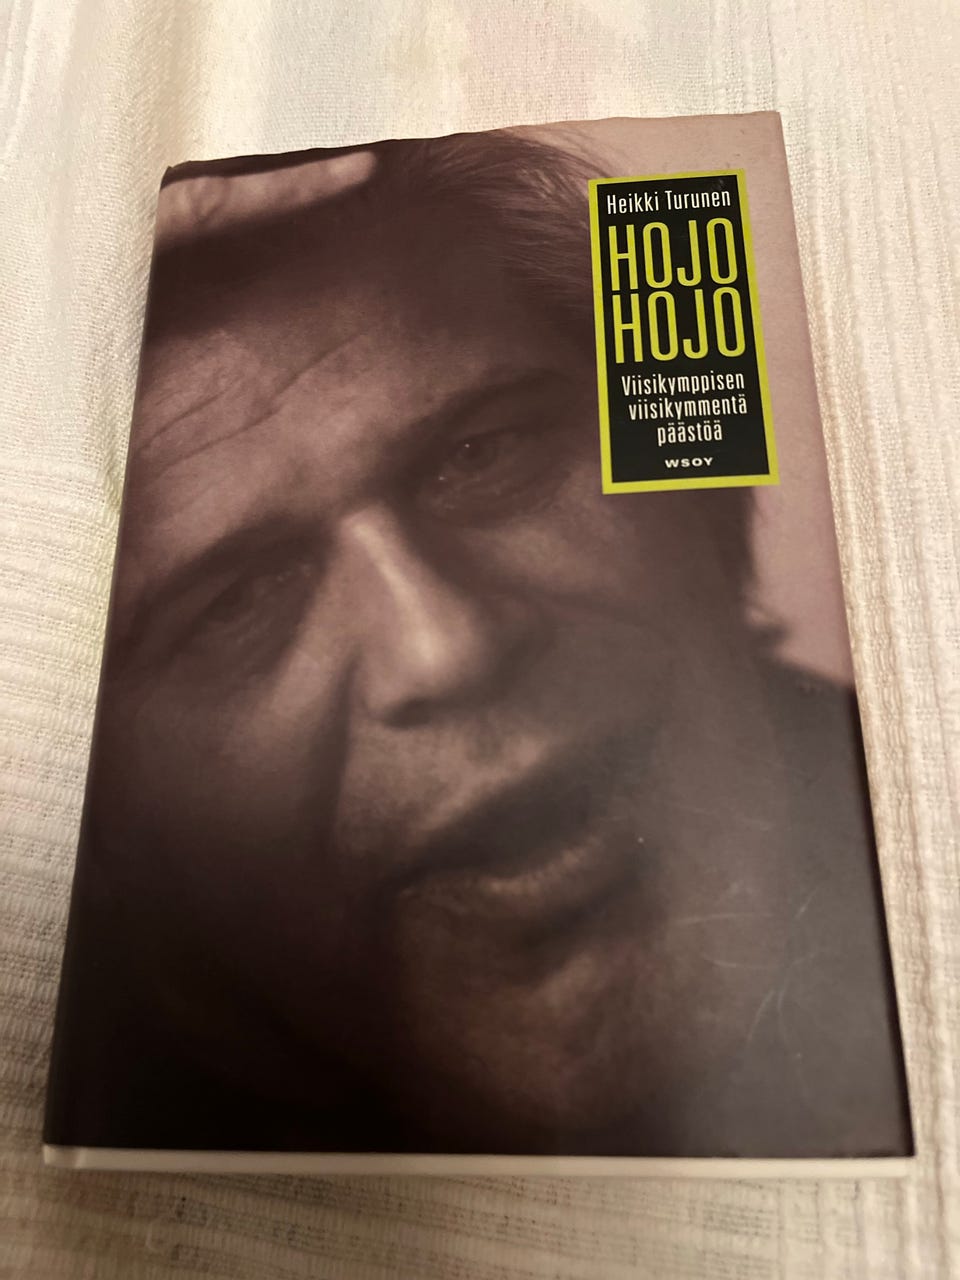 Heikki Turunen
HOJO
HOJO
Viisikymppisen
viisikymmentä
päästöä
WSOY